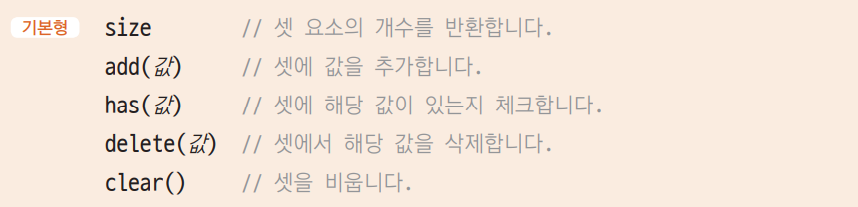 기본형 size // 셋 요소의 개수를 반환합니다.
add(값) // 셋에 값을 추가합니다.
has(값) // 셋에 해당 값이 있는지 체크합니다.
delete(값) // 셋에서 해당 값을 삭제합니다.
clear() // 셋을 비웁니다.